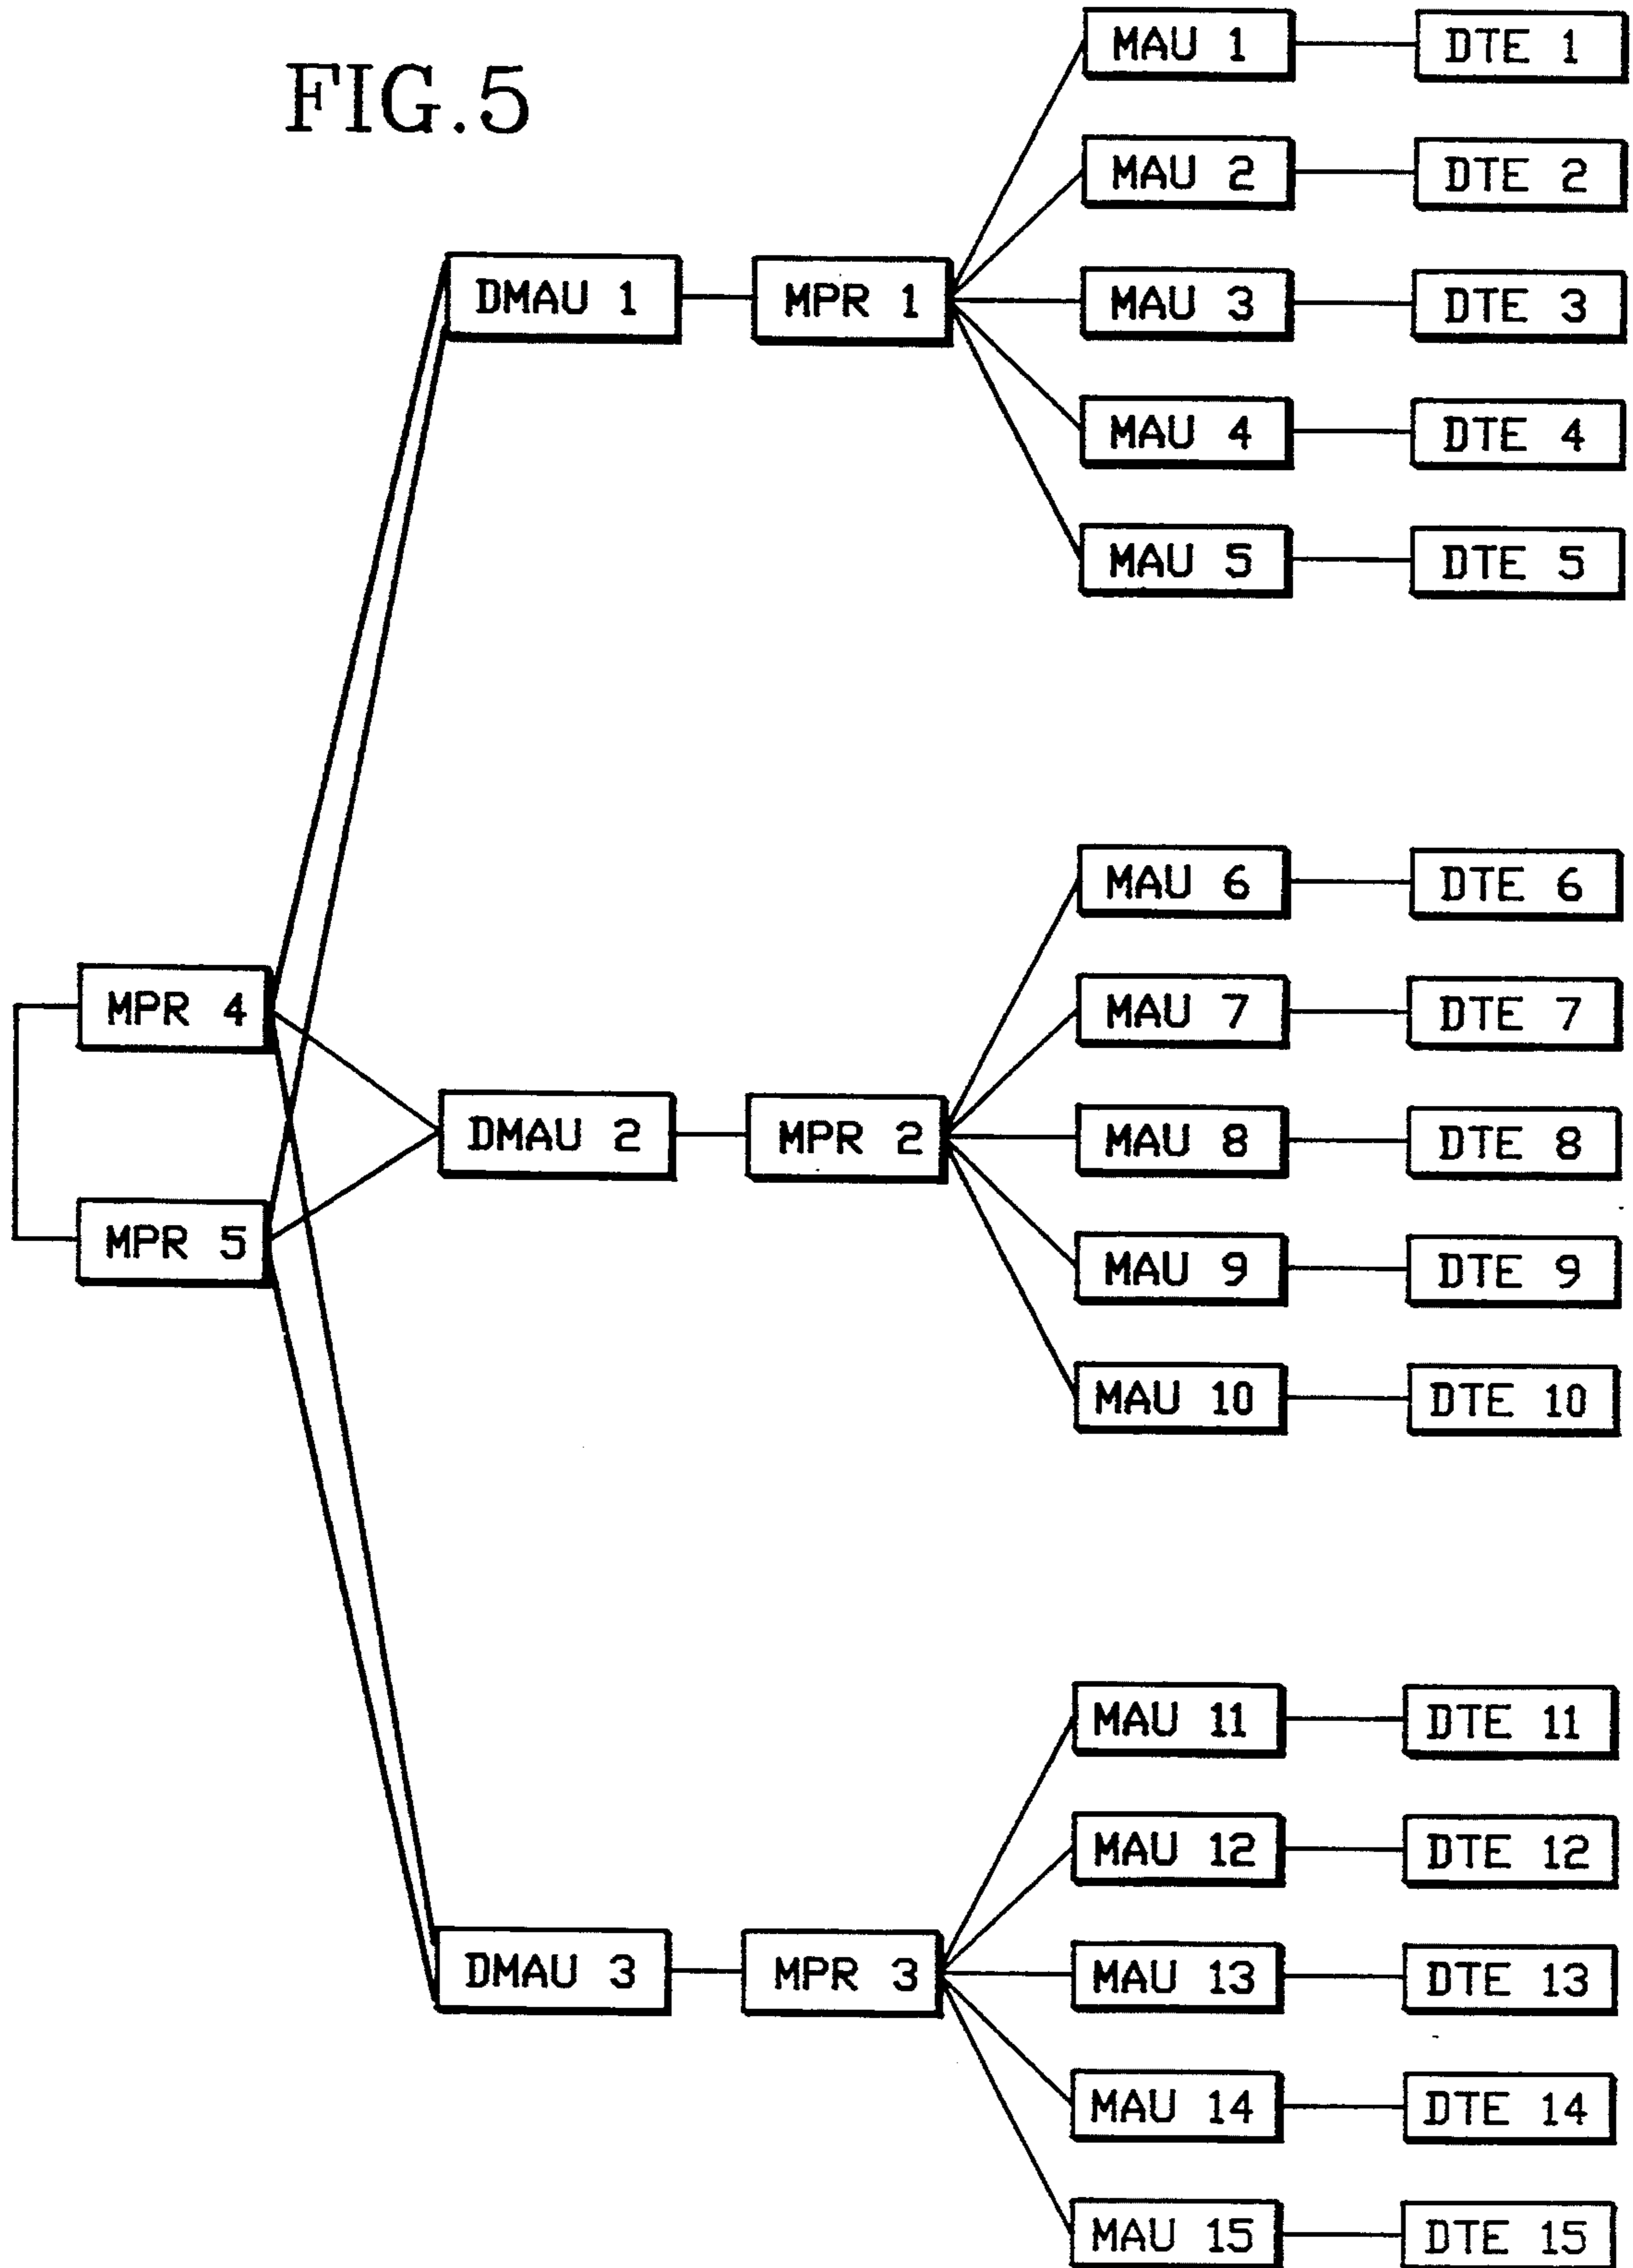 FIG.5
MAU 1
DTE 1
MAU 2
DTE 2
DMAU 1
MPR 1
MAU 3
DTE 3
MAU 4
DTE 4
MAU 5
DTE 5
MAU 6
DTE 6
MPR 4
MAU 7
DTE 7
DMAU 2
MPR 2
MAU 8
DTE 8
MPR 5
MAU 9
DTE 9
MAU 10
DTE 10
MAU 11
DTE 11
MAU 12
DTE 12
DMAU 3
MPR 3
MAU 13
DTE 13
MAU 14
DTE 14
MAU 15
DTE 15